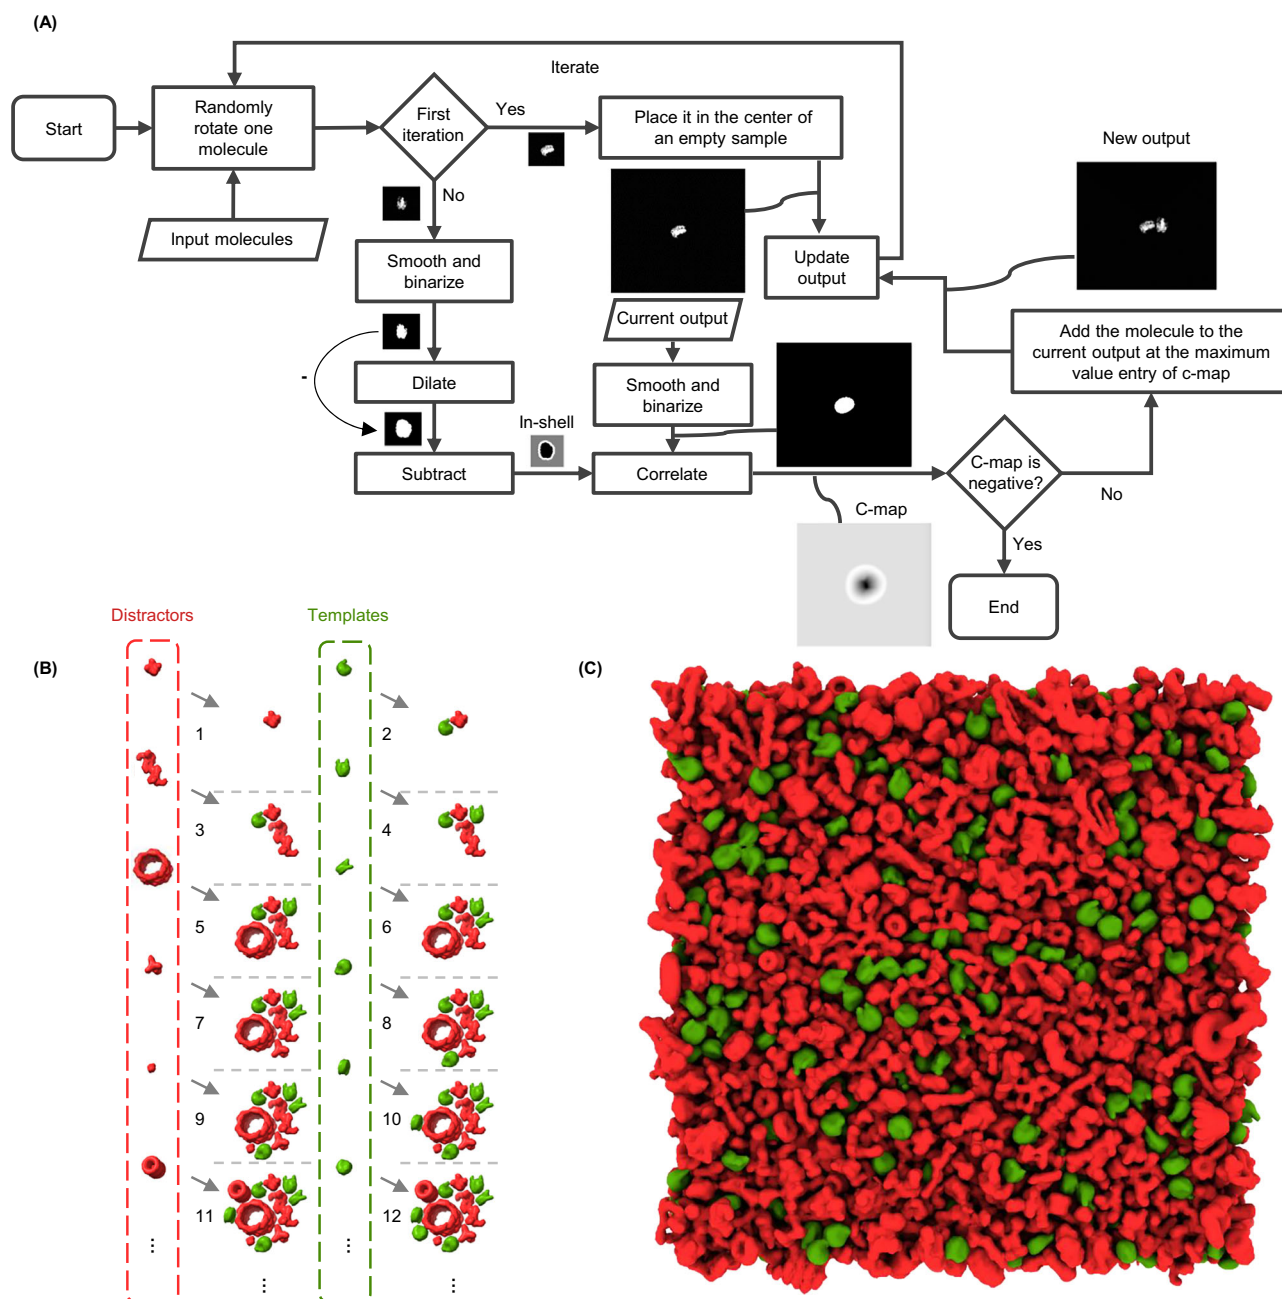 (A)
Iterate
Start
Randomly
rotate one
molecule
First
iteration
Yes
Place it in the center of
an empty sample
New output
No
Input molecules
Smooth and
binarize
Update
output
Current output
Add the molecule to the
current output at the maximum
value entry of c-map
-
Dilate
Smooth and
binarize
In-shell
Subtract
Correlate
C-map is
negative?
No
C-map
Yes
End
Distractors
Templates
(B)
(C)
1
2
3
4
5
6
7
8
9
10
11
12
...
...
...
...